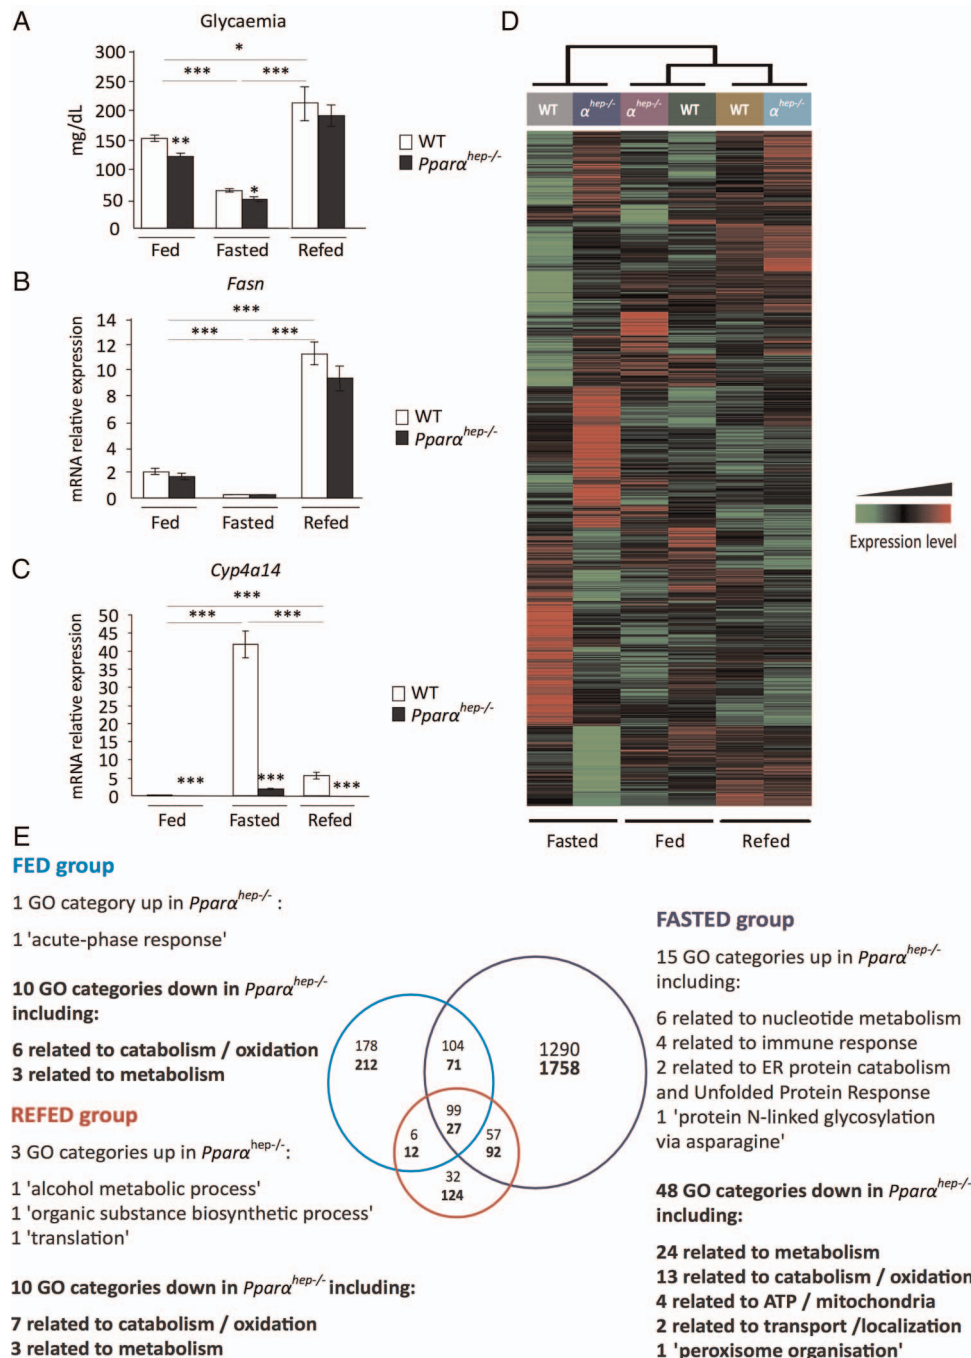 A
Glycaemia
mg/dL
300
250
200
150
100
50
0
*
***
***
**
*
Fed
Fasted
Refed
WT
Pparα hep-/-
B
Fasn
mRNA relative expression
14
12
10
8
6
4
2
0
***
***
***
Fed
Fasted
Refed
WT
Pparα hep-/-
C
Cyp4a14
mRNA relative expression
50
45
40
35
30
25
20
15
10
5
0
***
***
***
***
***
***
Fed
Fasted
Refed
WT
Pparα hep-/-
D
WT
α hep-/-
α hep-/-
WT
WT
α hep-/-
Fasted
Fed
Refed
Expression level
E
FED group
1 GO category up in Pparα hep-/- :
1 'acute-phase response'
10 GO categories down in Pparα hep-/-
including:
6 related to catabolism / oxidation
3 related to metabolism
REFED group
3 GO categories up in Pparα hep-/-:
1 'alcohol metabolic process'
1 'organic substance biosynthetic process'
1 'translation'
10 GO categories down in Pparα hep-/- including:
7 related to catabolism / oxidation
3 related to metabolism
178
212
104
71
1290
1758
99
27
6
12
57
92
32
124
FASTED group
15 GO categories up in Pparα hep-/-
including:
6 related to nucleotide metabolism
4 related to immune response
2 related to ER protein catabolism
and Unfolded Protein Response
1 'protein N-linked glycosylation
via asparagine'
48 GO categories down in Pparα hep-/-
including:
24 related to metabolism
13 related to catabolism / oxidation
4 related to ATP / mitochondria
2 related to transport /localization
1 'peroxisome organisation'